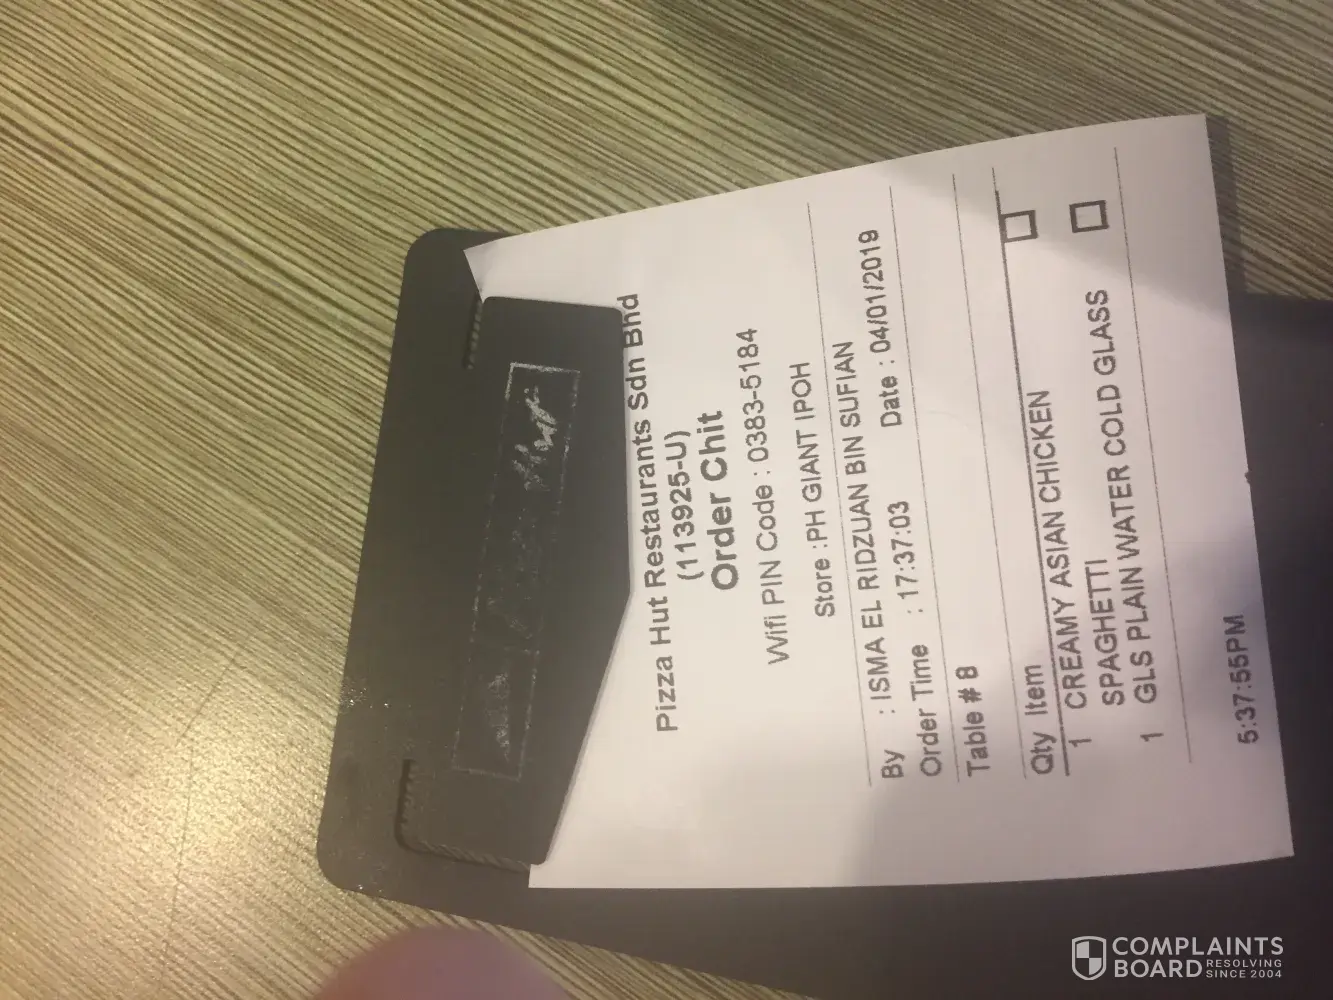 Pizza Hut Restaurants Sdn Bhd
(113925-U)
Order Chit
Wifi PIN Code : 0383-5184
Store :PH GIANT IPOH
By : ISMA EL RIDZUAN BIN SUFIAN
Order Time : 17:37:03 Date : 04/01/2019
Table # 8
Qty Item
1 CREAMY ASIAN CHICKEN
SPAGHETTI
1 GLS PLAIN WATER COLD GLASS
5:37:55PM
Hut
COMPLAINTS
BOARD RESOLVING
SINCE 2004